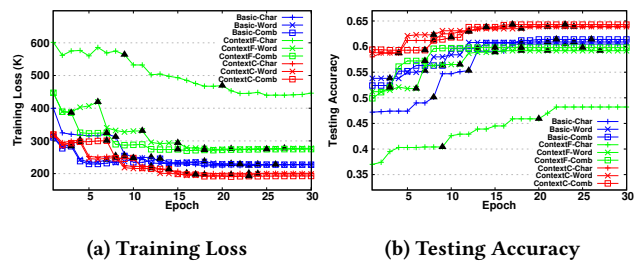 600
500
400
300
200
5
10
15
20
25
30
Training Loss (K)
Epoch
Basic-Char
Basic-Word
Basic-Comb
ContextF-Char
ContextF-Word
ContextF-Comb
ContextC-Char
ContextC-Word
ContextC-Comb
(a) Training Loss
0.65
0.6
0.55
0.5
0.45
0.4
0.35
5
10
15
20
25
30
Testing Accuracy
Epoch
Basic-Char
Basic-Word
Basic-Comb
ContextF-Char
ContextF-Word
ContextF-Comb
ContextC-Char
ContextC-Word
ContextC-Comb
(b) Testing Accuracy